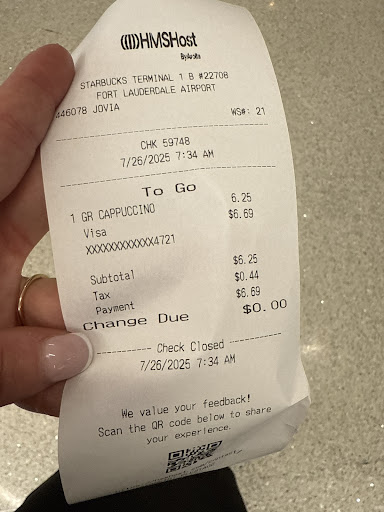 HMSHost
By Avolta
STARBUCKS TERMINAL 1 B #22708
FORT LAUDERDALE AIRPORT
446078 JOVIA WS#: 21
CHK 59748
7/26/2025 7:34 AM
To Go
1 GR CAPPUCCINO 6.25
Visa $6.69
XXXXXXXXXXXX4721
Subtotal $6.25
Tax $0.44
Payment $6.69
Change Due $0.00
---------- Check Closed ----------
7/26/2025 7:34 AM
We value your feedback!
Scan the QR code below to share
your experience.